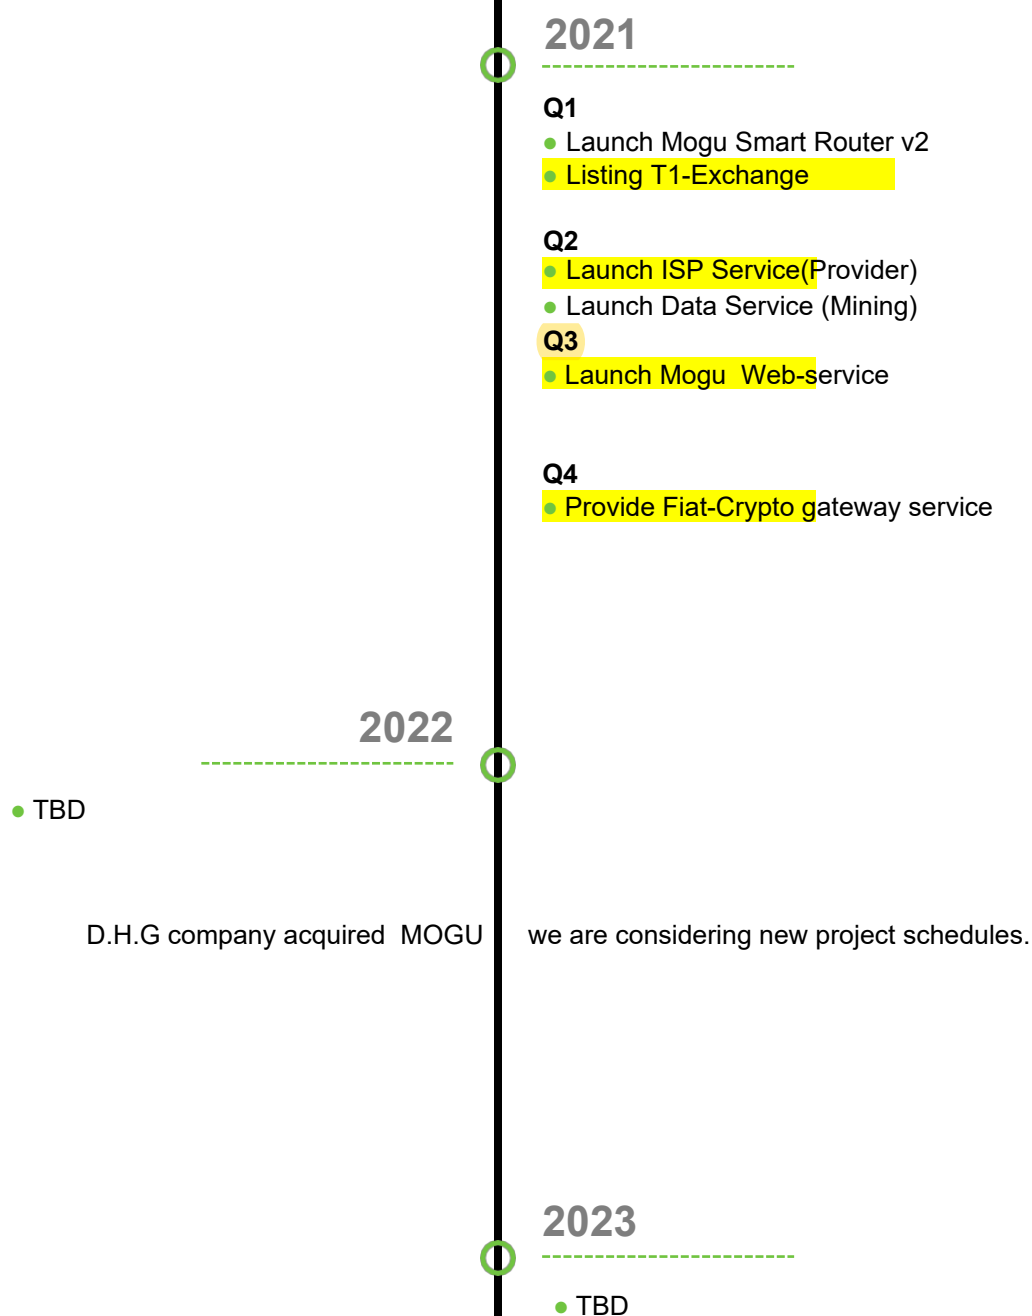 2021
Q1
● Launch Mogu Smart Router v2
● Listing T1-Exchange
Q2
● Launch ISP Service(Provider)
● Launch Data Service (Mining)
Q3
● Launch Mogu  Web-service
Q4
● Provide Fiat-Crypto gateway service
2022
● TBD
D.H.G company acquired  MOGU we are considering new project schedules.
2023
● TBD